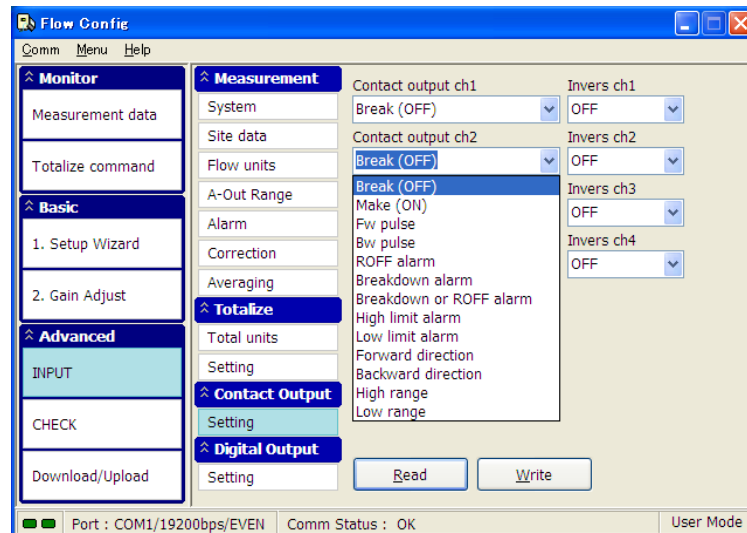 Flow Config
Comm Menu Help
Monitor
Measurement data
Totalize command
Basic
1. Setup Wizard
2. Gain Adjust
Advanced
INPUT
CHECK
Download/Upload
Measurement
System
Site data
Flow units
A-Out Range
Alarm
Correction
Averaging
Totalize
Total units
Setting
Contact Output
Setting
Digital Output
Setting
Contact output ch1
Break (OFF)
Contact output ch2
Break (OFF)
Break (OFF)
Make (ON)
Fw pulse
Bw pulse
ROFF alarm
Breakdown alarm
Breakdown or ROFF alarm
High limit alarm
Low limit alarm
Forward direction
Backward direction
High range
Low range
Invers ch1
OFF
Invers ch2
OFF
Invers ch3
OFF
Invers ch4
OFF
Read
Write
Port : COM1/19200bps/EVEN
Comm Status : OK
User Mode